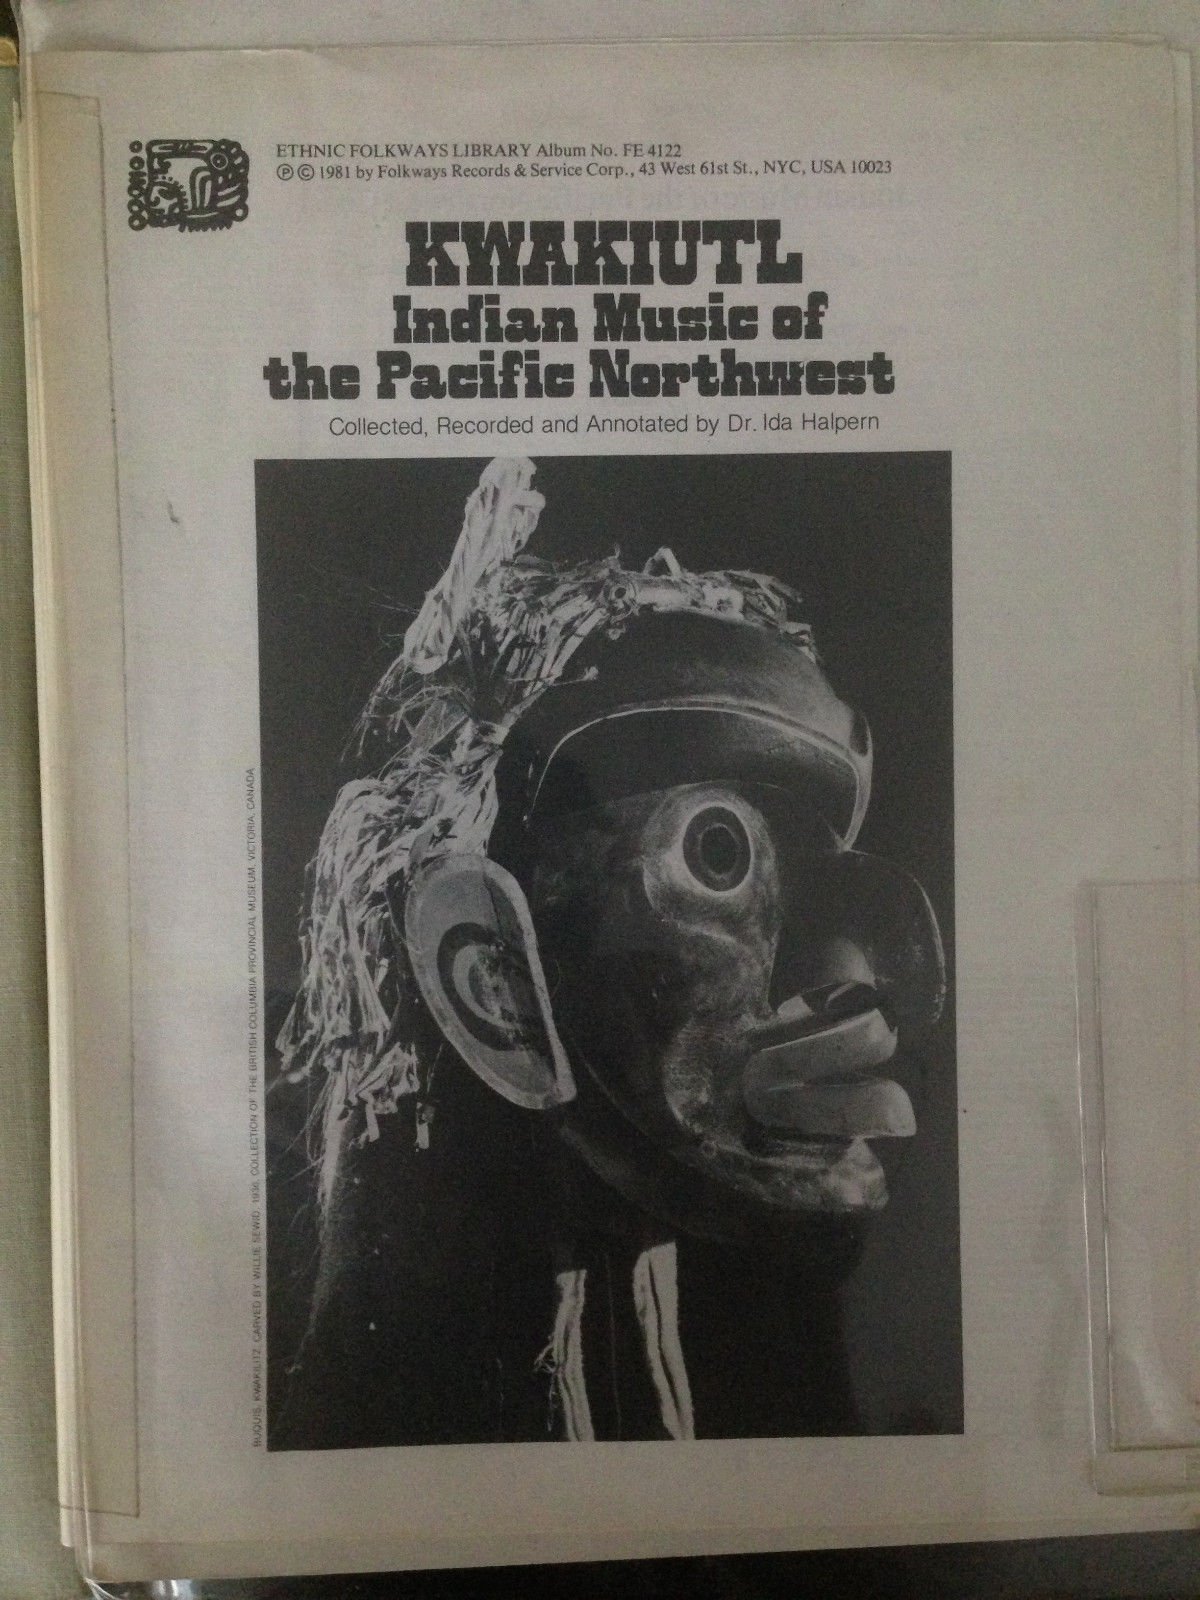 ETHNIC FOLKWAYS LIBRARY Album No. FE 4122
℗ © 1981 by Folkways Records & Service Corp., 43 West 61st St., NYC, USA 10023
KWAKIUTL
Indian Music of
the Pacific Northwest
Collected, Recorded and Annotated by Dr. Ida Halpern
BUQUIS, KWAKILITZ, CARVED BY WILLIE SEWID, 1936, COLLECTION OF THE BRITISH COLUMBIA PROVINCIAL MUSEUM, VICTORIA, CANADA